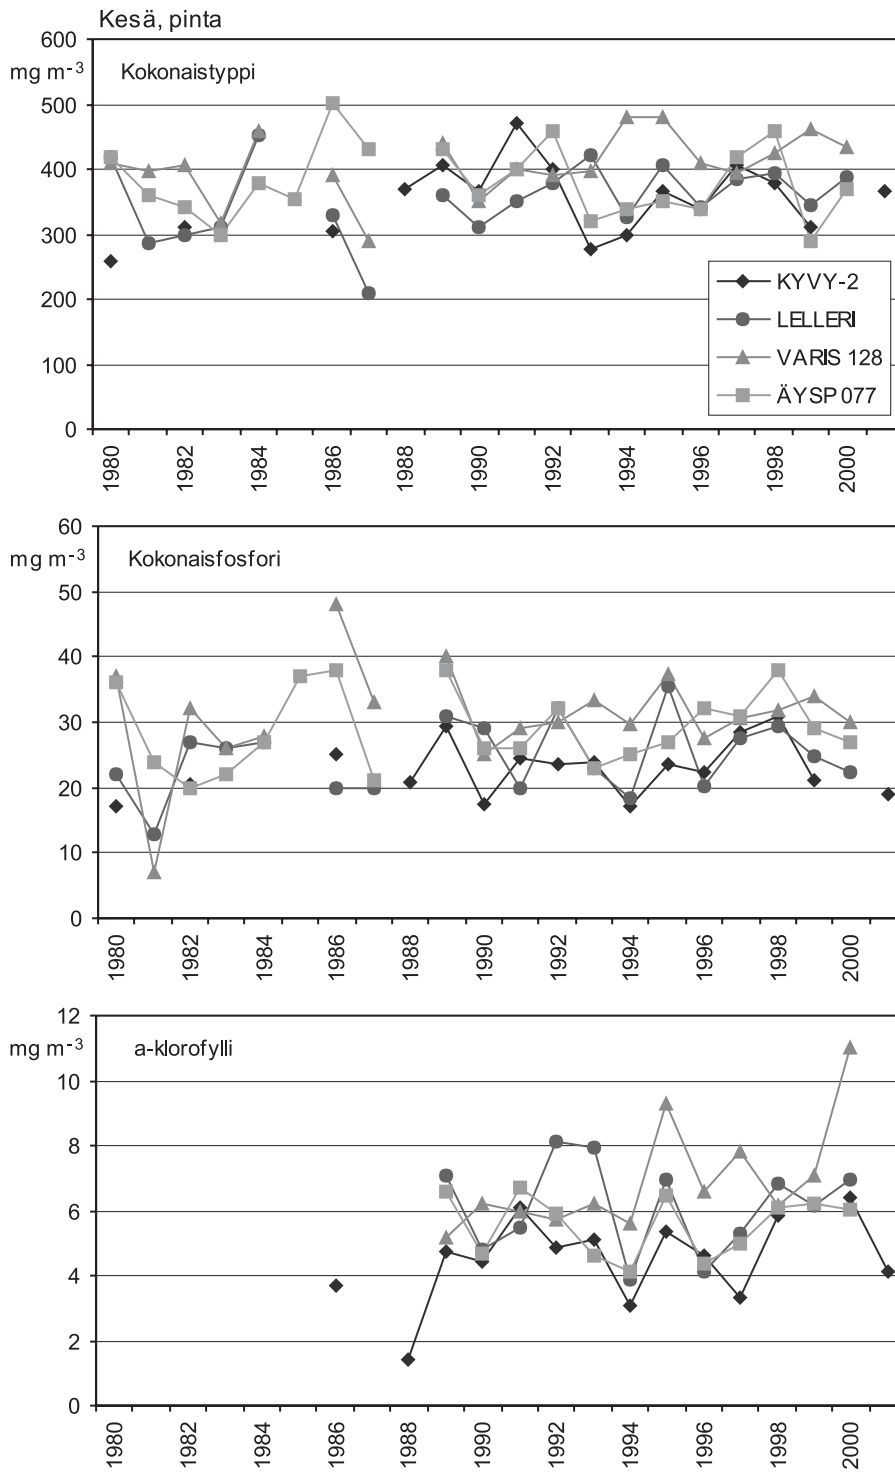 Kesä, pinta
600
mg m-3
Kokonaistyppi
500
400
300
200
100
0
KYVY-2
LELLERI
VARIS 128
ÄYSP 077
1980 1982 1984 1986 1988 1990 1992 1994 1996 1998 2000
60
mg m-3
Kokonaisfosfori
50
40
30
20
10
0
1980 1982 1984 1986 1988 1990 1992 1994 1996 1998 2000
12
mg m-3
a-klorofylli
10
8
6
4
2
0
1980 1982 1984 1986 1988 1990 1992 1994 1996 1998 2000